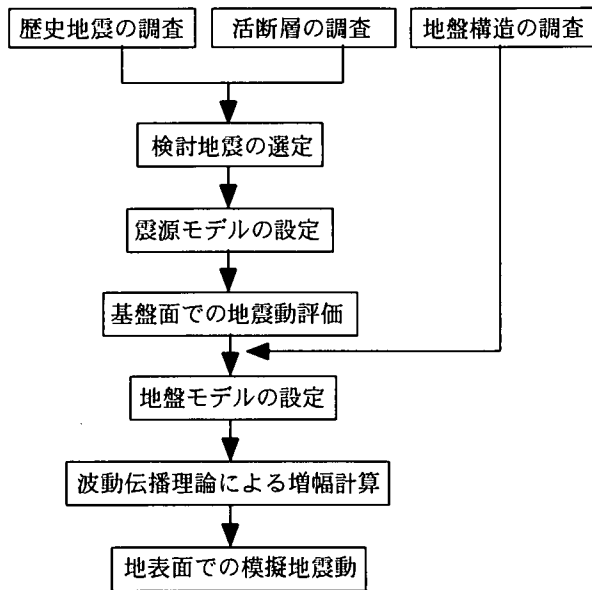 歴史地震の調査
活断層の調査
地盤構造の調査
検討地震の選定
震源モデルの設定
基盤面での地震動評価
地盤モデルの設定
波動伝播理論による増幅計算
地表面での模擬地震動